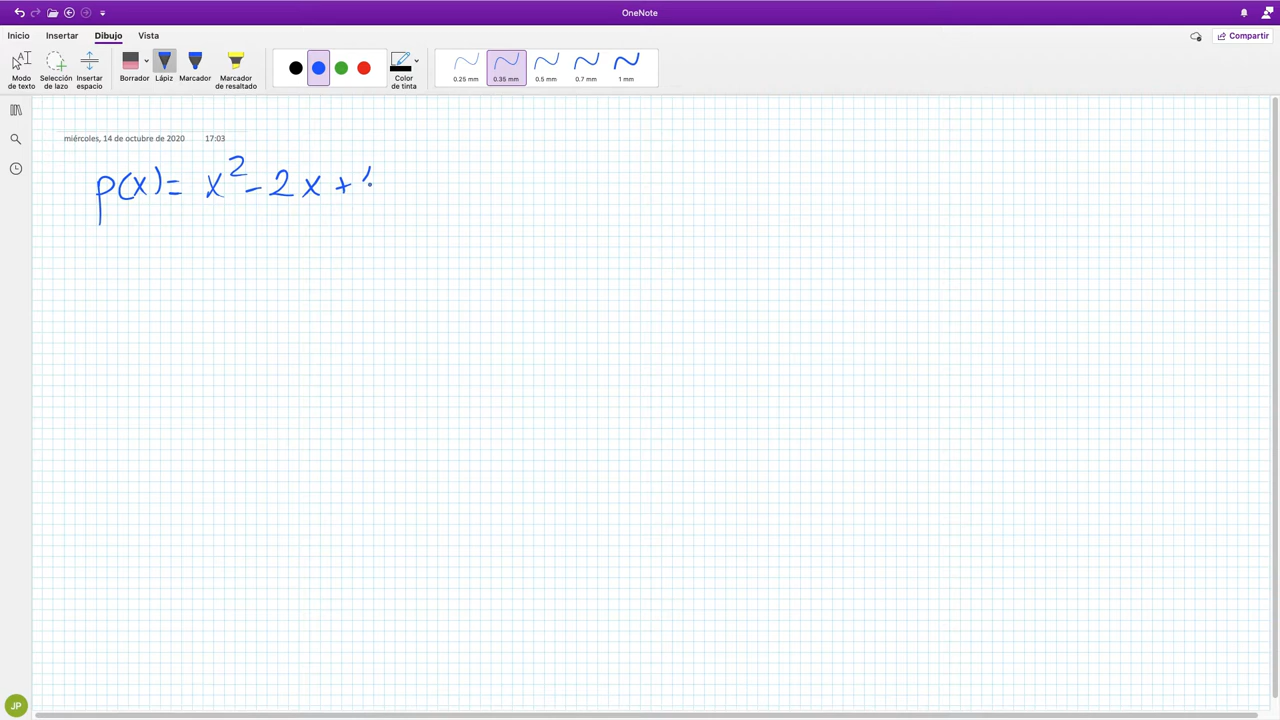 OneNote
Inicio Insertar Dibujo Vista Compartir
Modo de texto Selección de lazo Insertar espacio Borrador Lápiz Marcador Marcador de resaltado Color de tinta 0.25 mm 0.35 mm 0.5 mm 0.7 mm 1 mm
miércoles, 14 de octubre de 2020 17:03
p(x) = x² - 2x +
JP